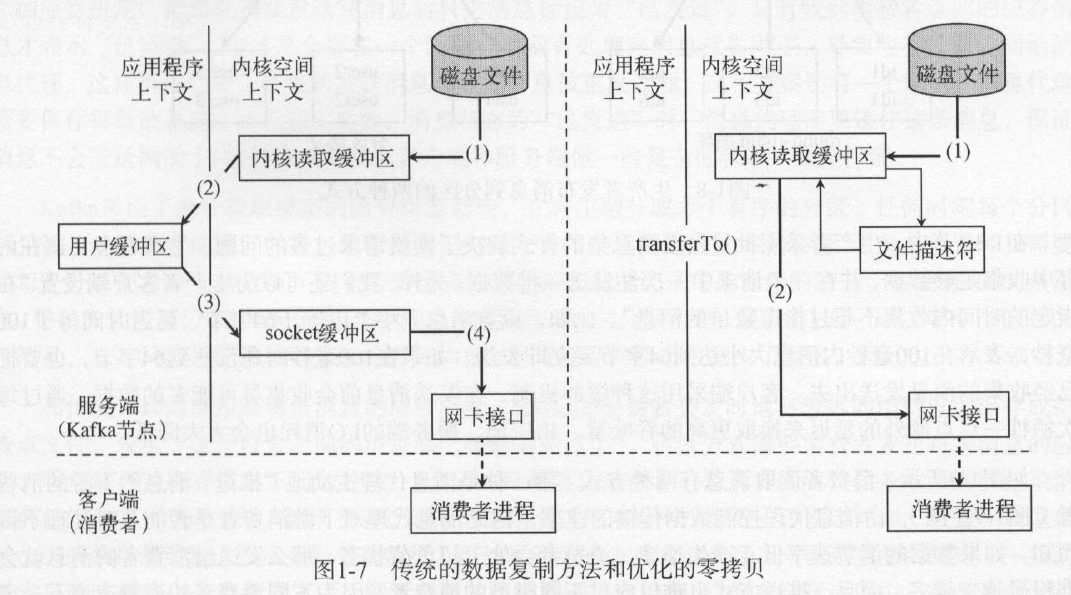 应用程序 内核空间
上下文 上下文
磁盘文件
内核读取缓冲区
(1)
(2)
用户缓冲区
(3)
socket缓冲区
(4)
服务端
(Kafka节点)
网卡接口
客户端
(消费者)
消费者进程
应用程序 内核空间
上下文 上下文
磁盘文件
内核读取缓冲区
(1)
transferTo()
文件描述符
(2)
网卡接口
消费者进程
图1-7 传统的数据复制方法和优化的零拷贝